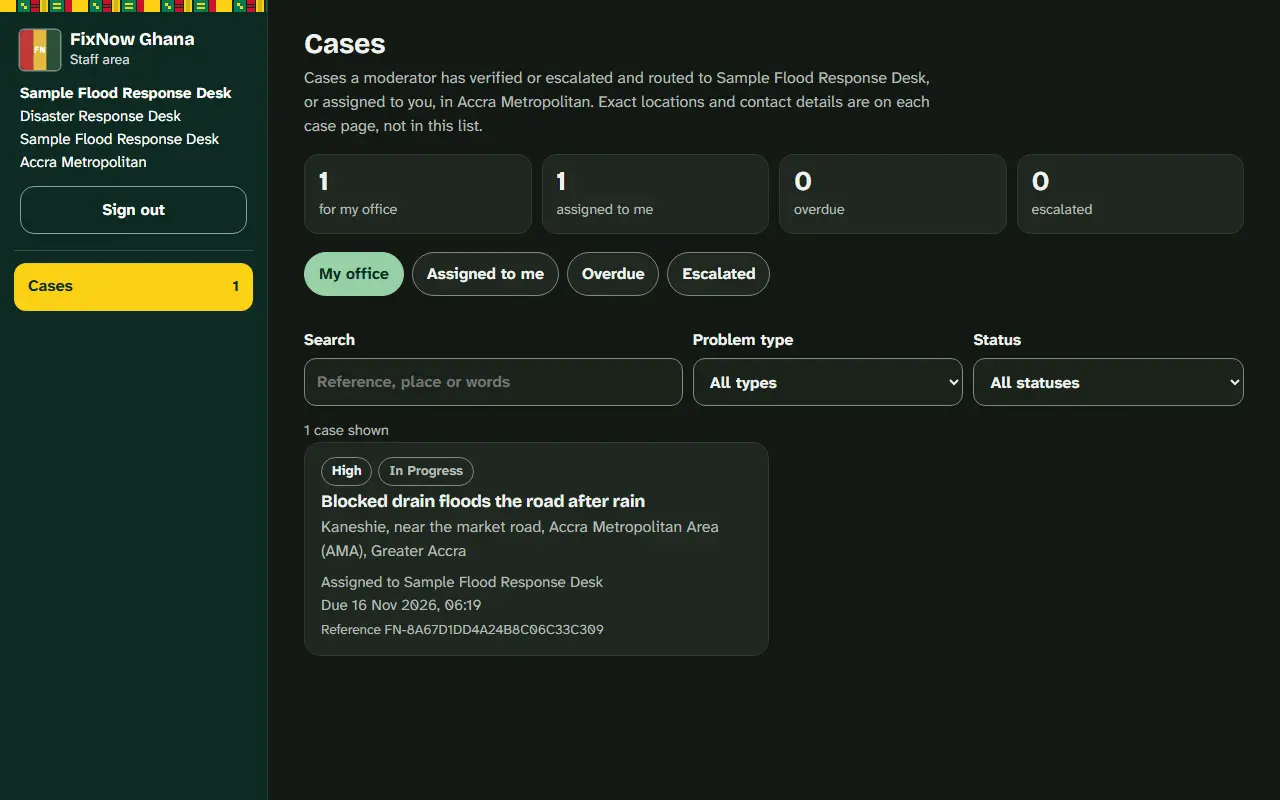 FN
FixNow Ghana
Staff area
Sample Flood Response Desk
Disaster Response Desk
Sample Flood Response Desk
Accra Metropolitan
Sign out
Cases 1
Cases
Cases a moderator has verified or escalated and routed to Sample Flood Response Desk,
or assigned to you, in Accra Metropolitan. Exact locations and contact details are on each
case page, not in this list.
1
for my office
1
assigned to me
0
overdue
0
escalated
My office
Assigned to me
Overdue
Escalated
Search
Reference, place or words
Problem type
All types
Status
All statuses
1 case shown
High
In Progress
Blocked drain floods the road after rain
Kaneshie, near the market road, Accra Metropolitan Area
(AMA), Greater Accra
Assigned to Sample Flood Response Desk
Due 16 Nov 2026, 06:19
Reference FN-8A67D1DD4A24B8C06C33C309